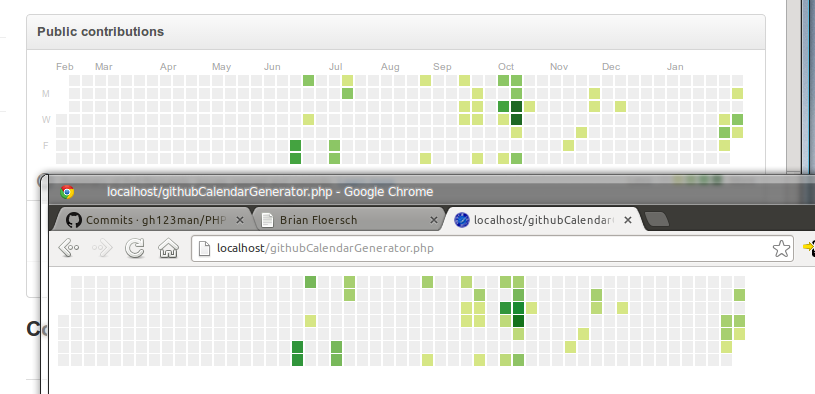 Public contributions
Feb Mar Apr May Jun Jul Aug Sep Oct Nov Dec Jan
M
W
F
localhost/githubCalendarGenerator.php - Google Chrome
Commits · gh123man/PHP
Brian Floersch
localhost/githubCalendar
localhost/githubCalendarGenerator.php